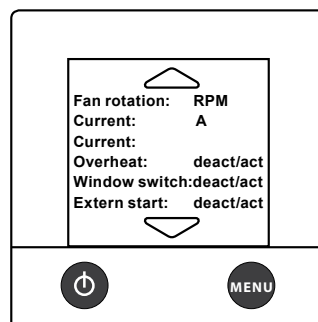 Fan rotation: RPM
Current: A
Current:
Overheat: deact/act
Window switch:deact/act
Extern start: deact/act
MENU